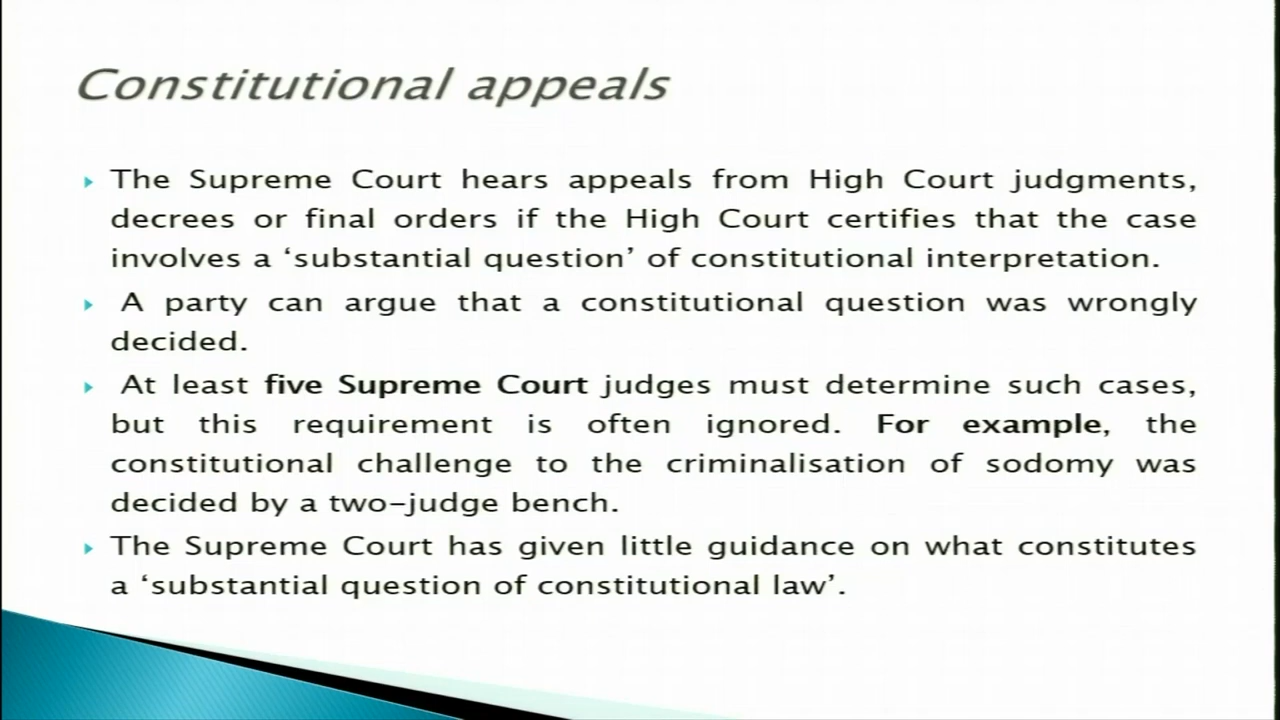 Constitutional appeals
The Supreme Court hears appeals from High Court judgments,
decrees or final orders if the High Court certifies that the case
involves a ‘substantial question’ of constitutional interpretation.
A party can argue that a constitutional question was wrongly
decided.
At least five Supreme Court judges must determine such cases,
but this requirement is often ignored. For example, the
constitutional challenge to the criminalisation of sodomy was
decided by a two-judge bench.
The Supreme Court has given little guidance on what constitutes
a ‘substantial question of constitutional law’.